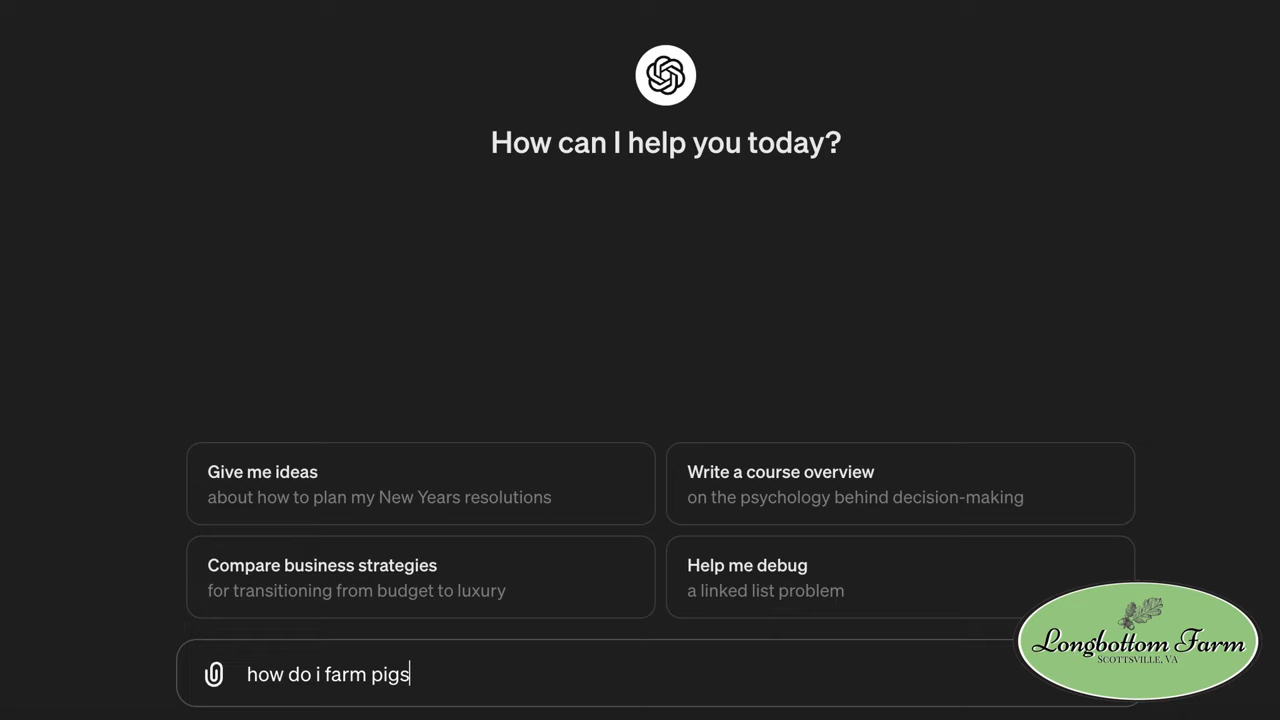 How can I help you today?
Give me ideas
about how to plan my New Years resolutions
Write a course overview
on the psychology behind decision-making
Compare business strategies
for transitioning from budget to luxury
Help me debug
a linked list problem
how do i farm pigs
Longbottom Farm
SCOTTSVILLE, VA